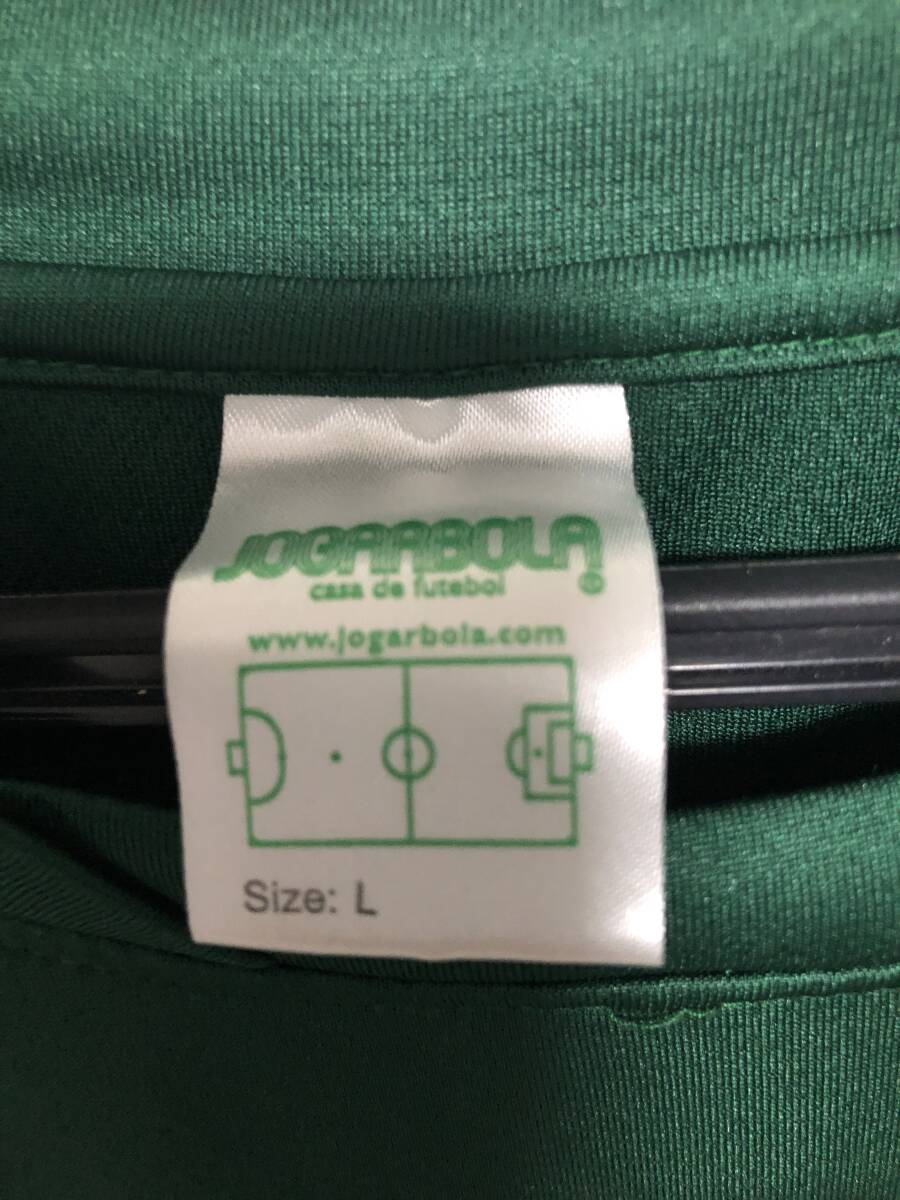 JOGARBOLA
casa de futebol
®
www.jogarbola.com
Size: L